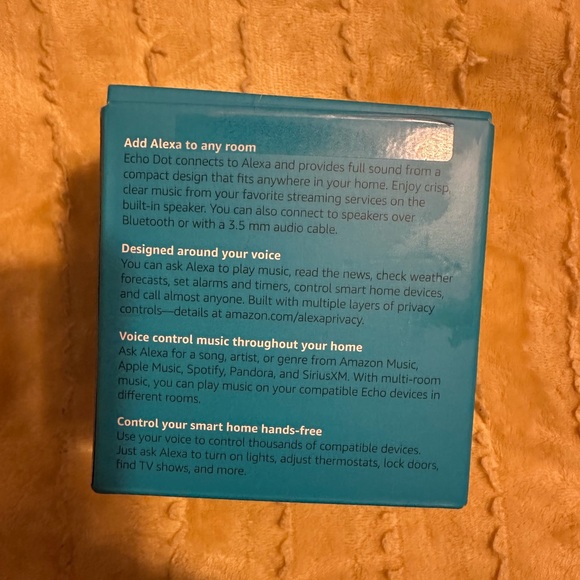 Add Alexa to any room
Echo Dot connects to Alexa and provides full sound from a
compact design that fits anywhere in your home. Enjoy crisp,
clear music from your favorite streaming services on the
built-in speaker. You can also connect to speakers over
Bluetooth or with a 3.5 mm audio cable.
Designed around your voice
You can ask Alexa to play music, read the news, check weather
forecasts, set alarms and timers, control smart home devices,
and call almost anyone. Built with multiple layers of privacy
controls—details at amazon.com/alexaprivacy.
Voice control music throughout your home
Ask Alexa for a song, artist, or genre from Amazon Music,
Apple Music, Spotify, Pandora, and SiriusXM. With multi-room
music, you can play music on your compatible Echo devices in
different rooms.
Control your smart home hands-free
Use your voice to control thousands of compatible devices.
Just ask Alexa to turn on lights, adjust thermostats, lock doors,
find TV shows, and more.